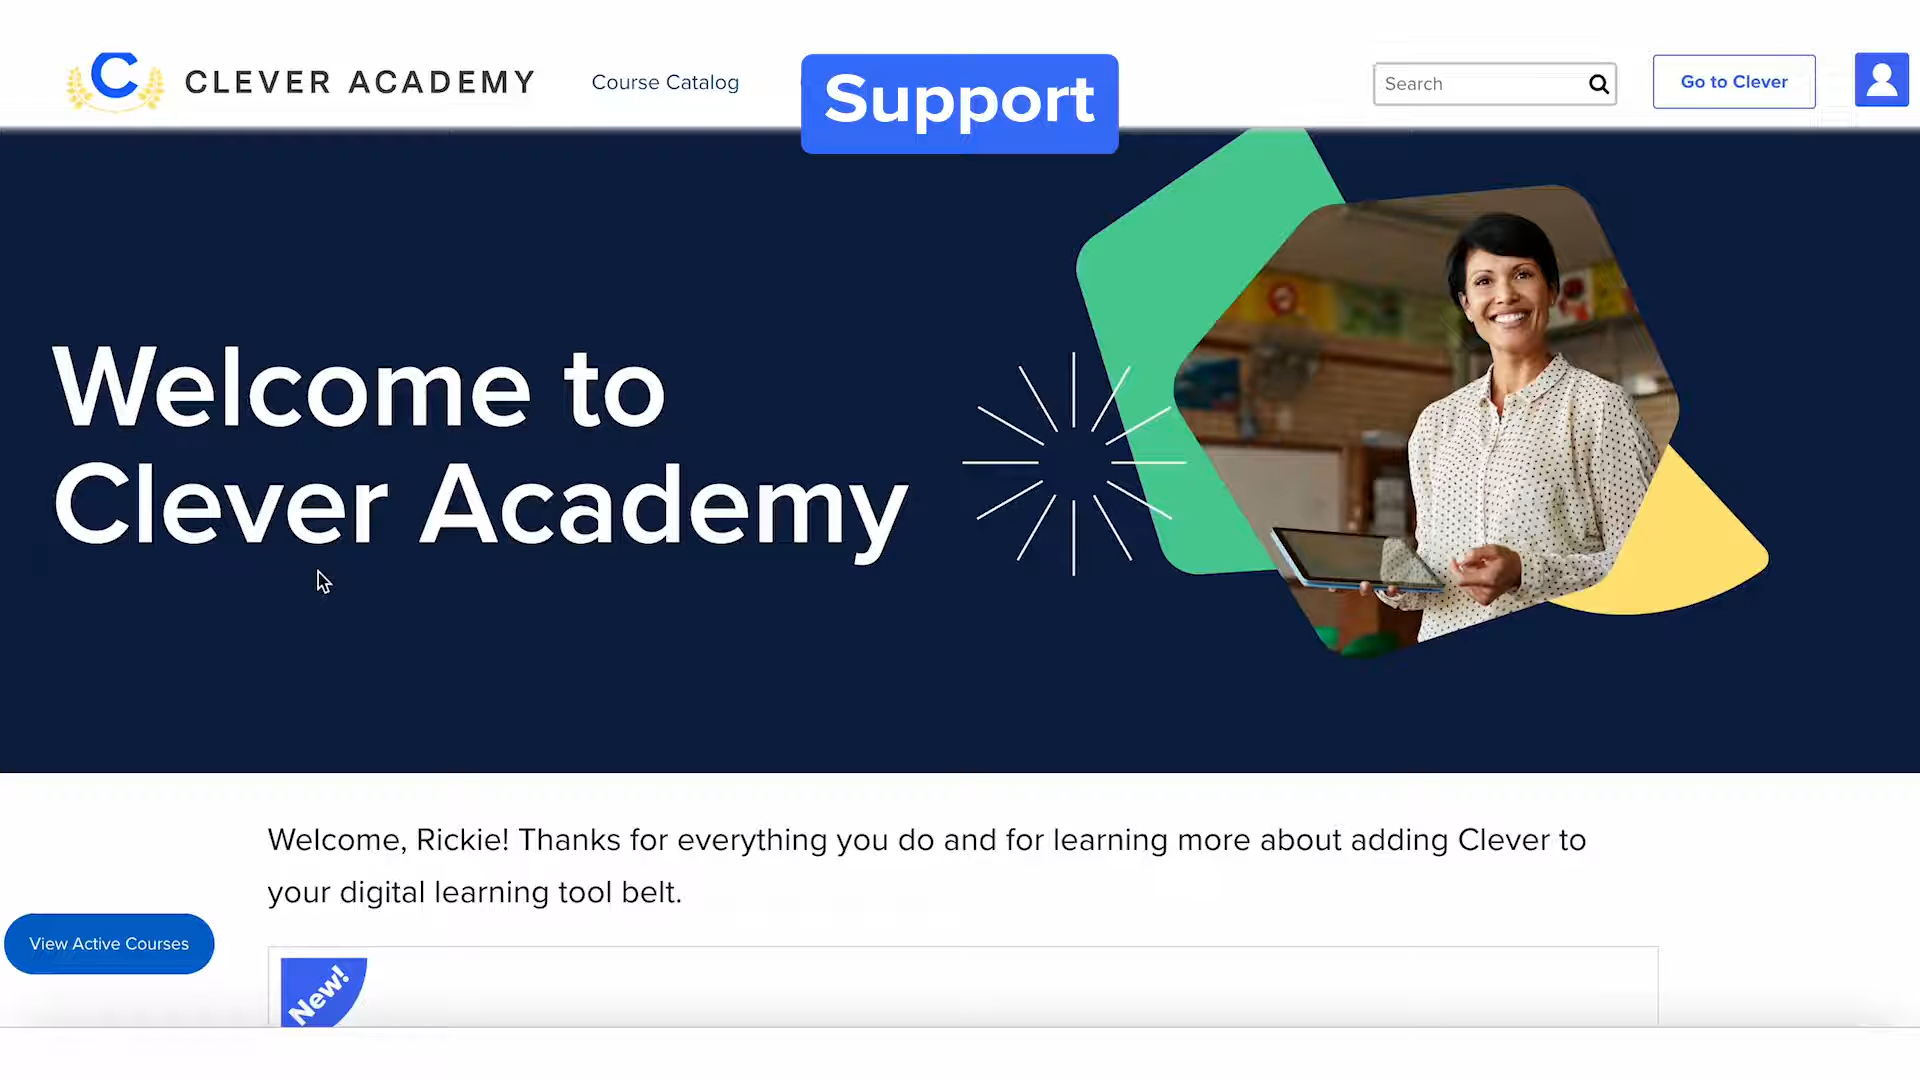 CLEVER ACADEMY
Course Catalog
Support
Search
Go to Clever
Welcome to
Clever Academy
Welcome, Rickie! Thanks for everything you do and for learning more about adding Clever to
your digital learning tool belt.
View Active Courses
New!